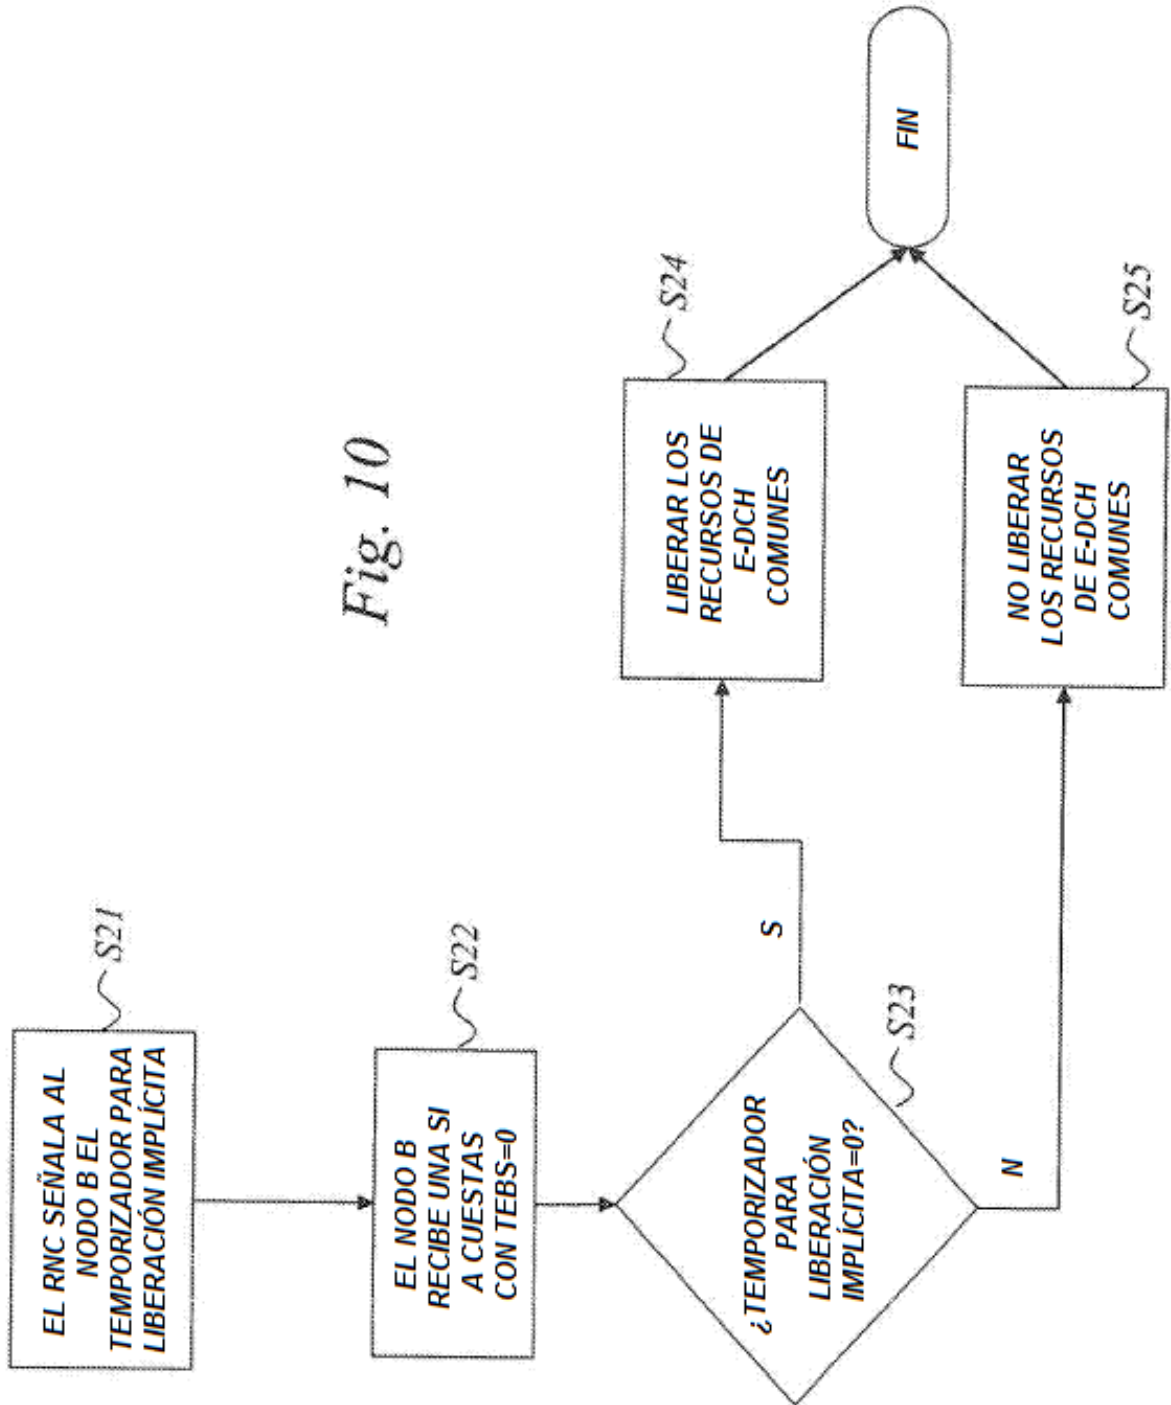 EL RNC SEÑALA AL
NODO B EL
TEMPORIZADOR PARA
LIBERACIÓN IMPLÍCITA
S21
EL NODO B
RECIBE UNA SI
A CUESTAS
CON TEBS=0
S22
¿TEMPORIZADOR
PARA
LIBERACIÓN
IMPLÍCITA=0?
S23
S
N
LIBERAR LOS
RECURSOS DE
E-DCH
COMUNES
S24
NO LIBERAR
LOS RECURSOS
DE E-DCH
COMUNES
S25
FIN
Fig. 10